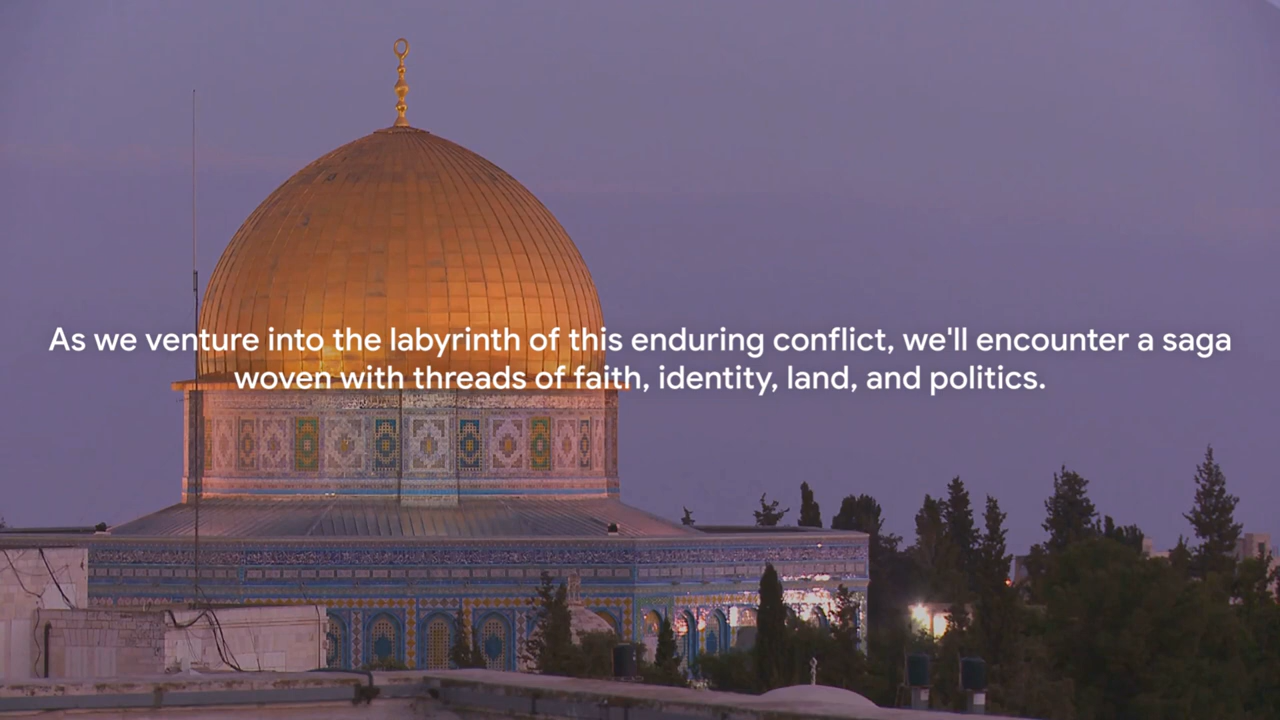 As we venture into the labyrinth of this enduring conflict, we'll encounter a saga
woven with threads of faith, identity, land, and politics.